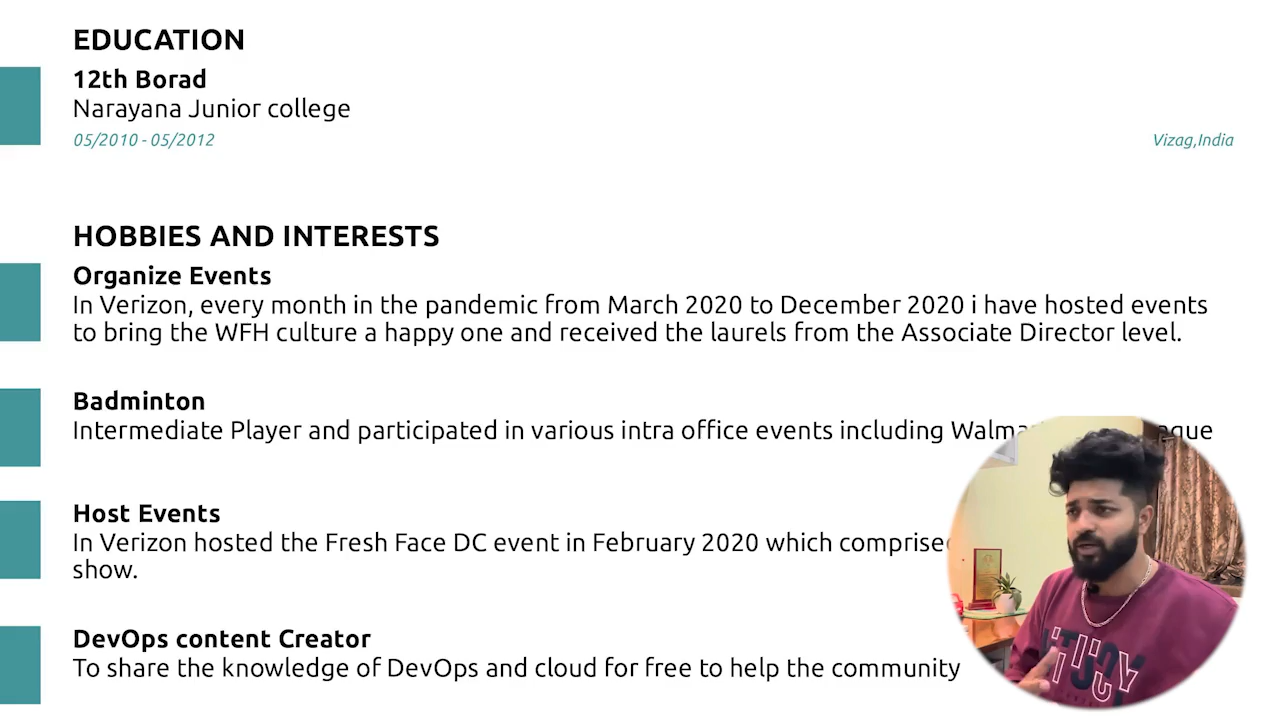 EDUCATION
12th Borad
Narayana Junior college
05/2010 - 05/2012 Vizag,India
HOBBIES AND INTERESTS
Organize Events
In Verizon, every month in the pandemic from March 2020 to December 2020 i have hosted events
to bring the WFH culture a happy one and received the laurels from the Associate Director level.
Badminton
Intermediate Player and participated in various intra office events including
Host Events
In Verizon hosted the Fresh Face DC event in February 2020 which
show.
DevOps content Creator
To share the knowledge of DevOps and cloud for free to help the community